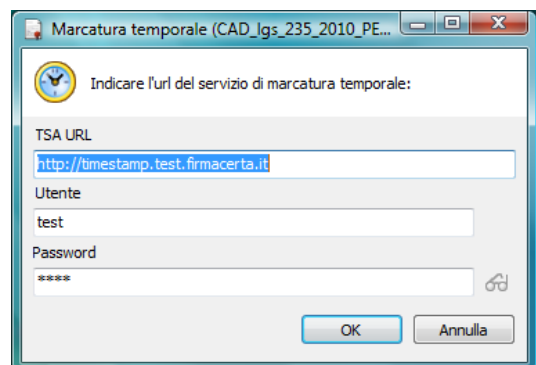 Marcatura temporale (CAD_lgs_235_2010_PE...
Indicare l'url del servizio di marcatura temporale:
TSA URL
http://timestamp.test.firmacerta.it
Utente
test
Password
****
OK Annulla